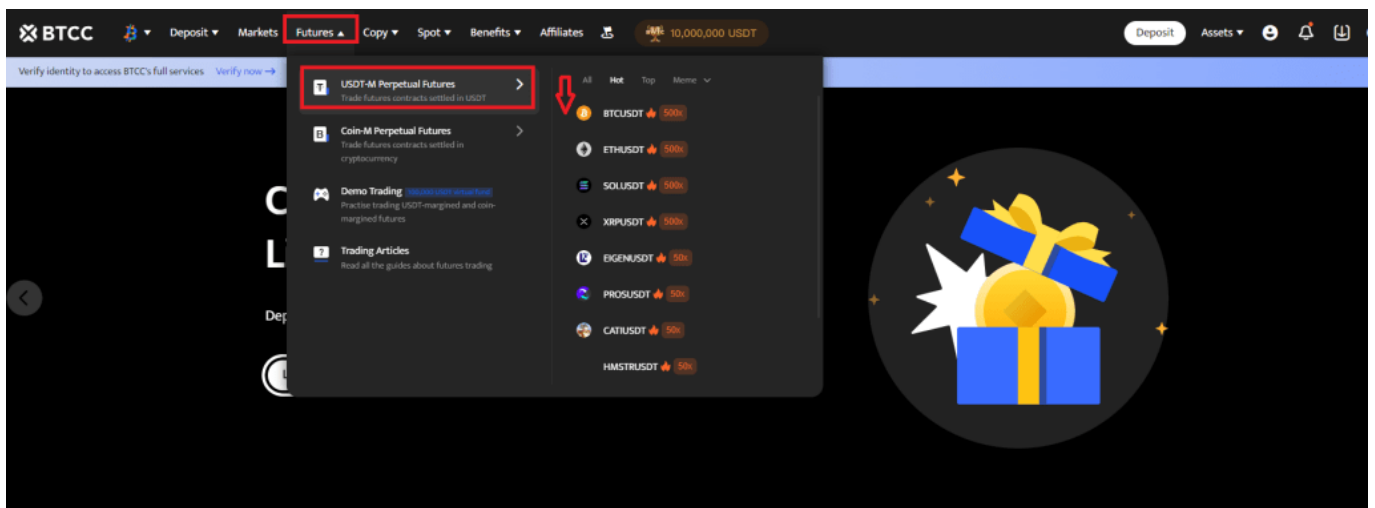 BTCC
Deposit
Markets
Futures
Copy
Spot
Benefits
Affiliates
10,000,000 USDT
Deposit
Assets
Verify identity to access BTCC's full services Verify now →
USDT-M Perpetual Futures
Trade futures contracts settled in USDT
Coin-M Perpetual Futures
Trade futures contracts settled in
cryptocurrency
Demo Trading
Practise trading USDT-margined and coin-
margined futures
Trading Articles
Read all the guides about futures trading
All Hot Top Meme
BTCUSDT 500x
ETHUSDT 500x
SOLUSDT 500x
XRPUSDT 500x
EIGENUSDT 50x
PROSUSDT 50x
CATIUSDT 50x
HMSTRUSDT 50x
C
Li
Dep